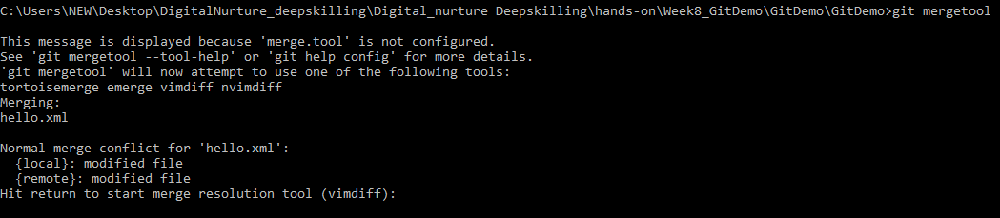 C:\Users\NEW\Desktop\DigitalNurture_deepskilling\Digital_nurture Deepskilling\hands-on\Week8_GitDemo\GitDemo\GitDemo>git mergetool
This message is displayed because 'merge.tool' is not configured.
See 'git mergetool --tool-help' or 'git help config' for more details.
'git mergetool' will now attempt to use one of the following tools:
tortoisemerge emerge vimdiff nvimdiff
Merging:
hello.xml
Normal merge conflict for 'hello.xml':
{local}: modified file
{remote}: modified file
Hit return to start merge resolution tool (vimdiff):